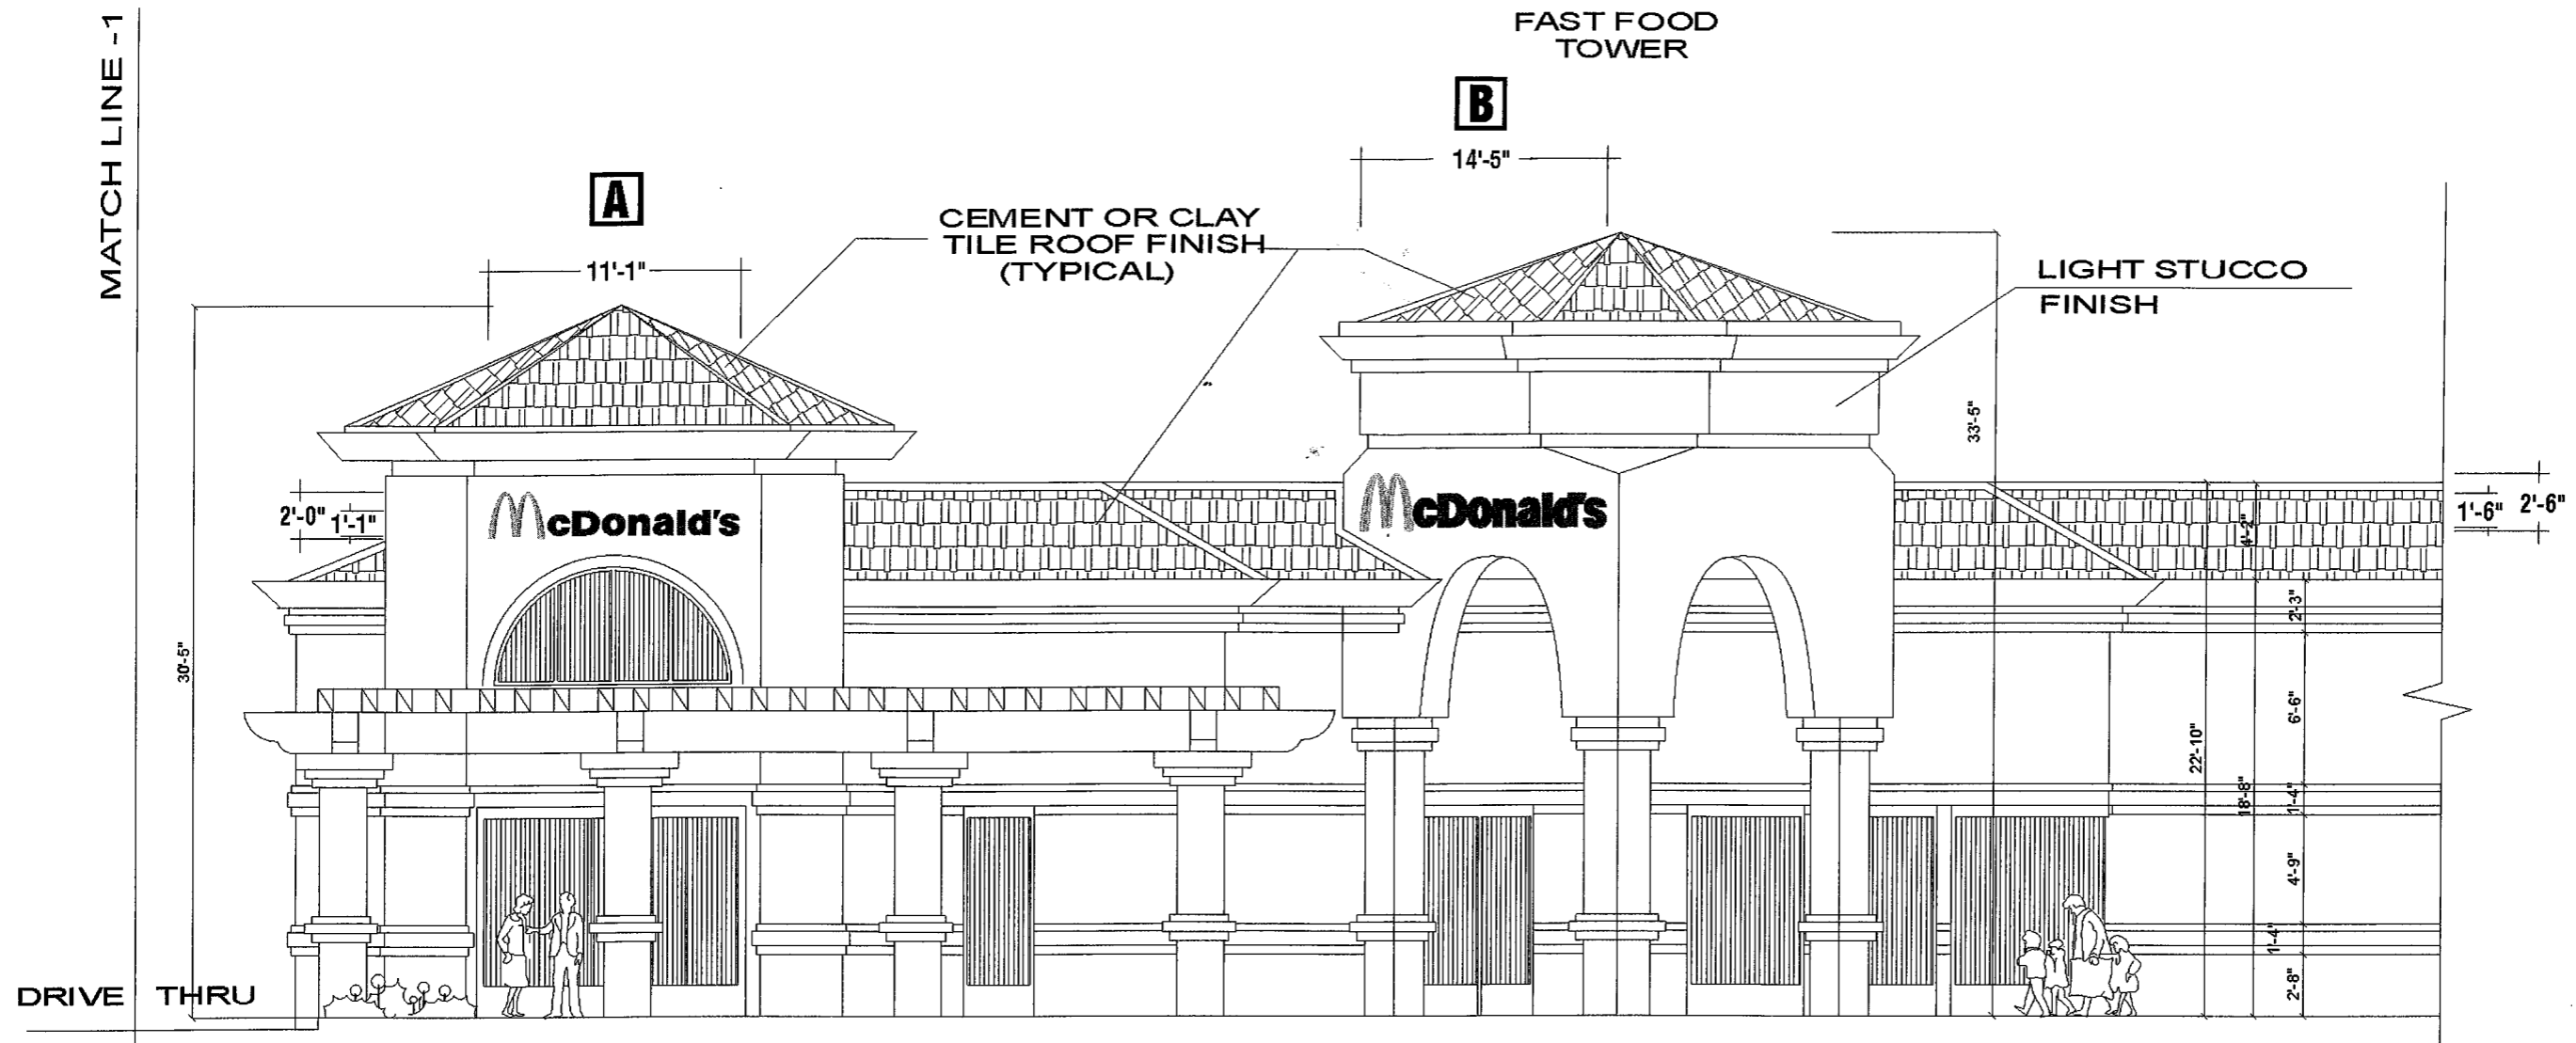 MATCH LINE -1
FAST FOOD
TOWER
B
14'-5"
A
CEMENT OR CLAY
TILE ROOF FINISH
(TYPICAL)
11'-1"
LIGHT STUCCO
FINISH
30'-5"
33'-5"
2'-0"
1'-1"
McDonald's
McDonald's
1'-6"
2'-6"
4'-2"
2'-3"
6'-6"
22'-10"
18'-8"
1'-4"
4'-9"
1'-4"
2'-8"
DRIVE THRU